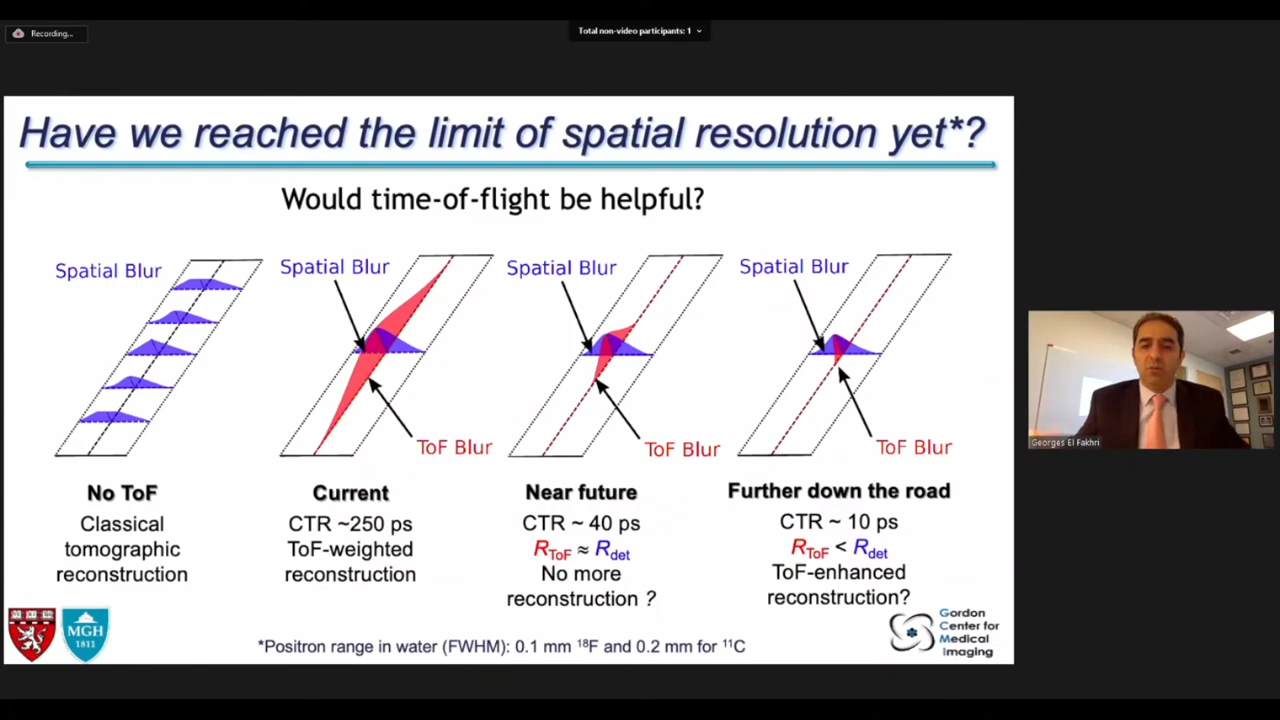 Recording...
Total non-video participants: 1
Have we reached the limit of spatial resolution yet*?
Would time-of-flight be helpful?
Spatial Blur
Spatial Blur
ToF Blur
Spatial Blur
ToF Blur
Spatial Blur
ToF Blur
No ToF
Classical
tomographic
reconstruction
Current
CTR ~250 ps
ToF-weighted
reconstruction
Near future
CTR ~ 40 ps
RToF ≈ Rdet
No more
reconstruction ?
Further down the road
CTR ~ 10 ps
RToF < Rdet
ToF-enhanced
reconstruction?
MGH
1811
*Positron range in water (FWHM): 0.1 mm 18F and 0.2 mm for 11C
Gordon
Center for
Medical
Imaging
Georges El Fakhri